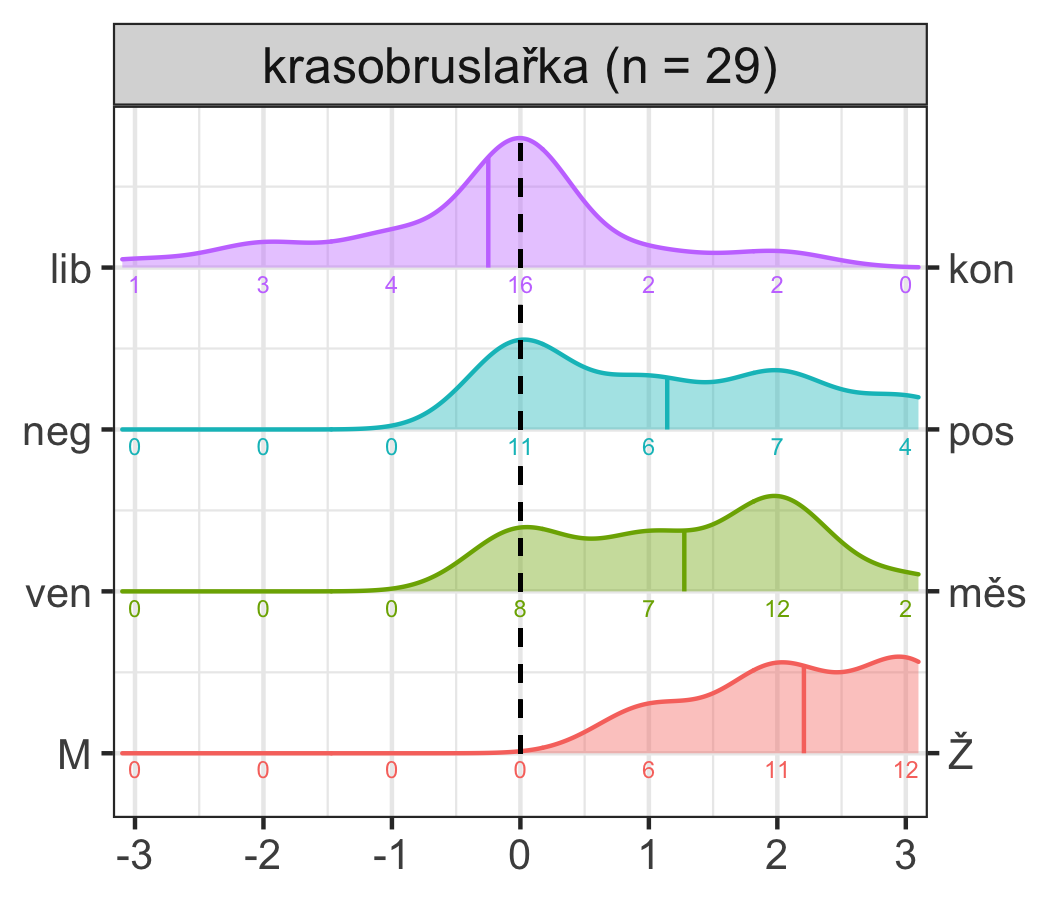 krasobruslařka (n = 29)
lib kon
1 3 4 16 2 2 0
neg pos
0 0 0 11 6 7 4
ven měs
0 0 0 8 7 12 2
M Ž
0 0 0 0 6 11 12
-3 -2 -1 0 1 2 3